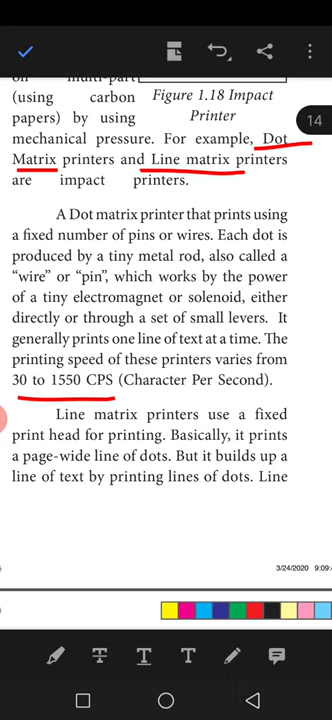 on multi-part
(using carbon
papers) by using
Figure 1.18 Impact
Printer
mechanical pressure. For example, Dot
Matrix printers and Line matrix printers
are impact printers.
14
A Dot matrix printer that prints using
a fixed number of pins or wires. Each dot is
produced by a tiny metal rod, also called a
“wire” or “pin”, which works by the power
of a tiny electromagnet or solenoid, either
directly or through a set of small levers. It
generally prints one line of text at a time. The
printing speed of these printers varies from
30 to 1550 CPS (Character Per Second).
Line matrix printers use a fixed
print head for printing. Basically, it prints
a page-wide line of dots. But it builds up a
line of text by printing lines of dots. Line
3/24/2020 9:09:
T T T